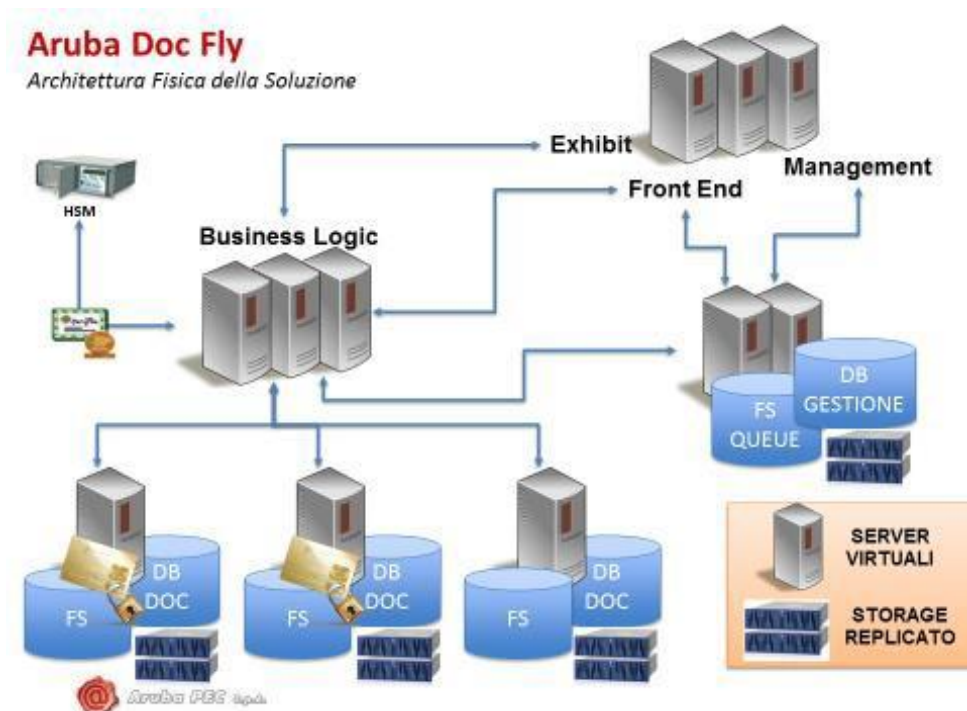 Aruba Doc Fly
Architettura Fisica della Soluzione
Exhibit
Management
Front End
HSM
Business Logic
DB
GESTIONE
FS
QUEUE
DB
DOC
FS
DB
DOC
FS
DB
DOC
FS
SERVER
VIRTUALI
STORAGE
REPLICATO
Aruba PEC S.p.A.